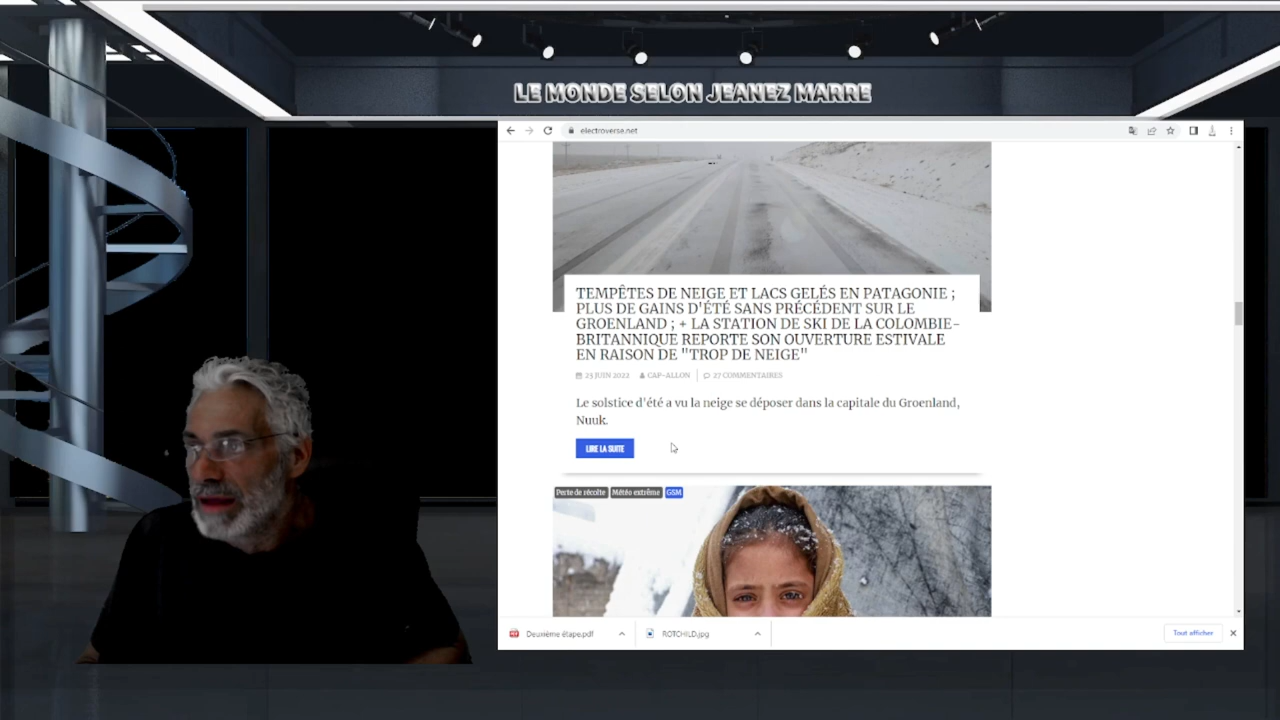 LE MONDE SELON JEANEZ MARRE
electroverse.net
TEMPÊTES DE NEIGE ET LACS GELÉS EN PATAGONIE ;
PLUS DE GAINS D'ÉTÉ SANS PRÉCÉDENT SUR LE
GROENLAND ; + LA STATION DE SKI DE LA COLOMBIE-
BRITANNIQUE REPORTE SON OUVERTURE ESTIVALE
EN RAISON DE "TROP DE NEIGE"
23 JUIN 2022 CAP-ALLON 27 COMMENTAIRES
Le solstice d'été a vu la neige se déposer dans la capitale du Groenland,
Nuuk.
LIRE LA SUITE
Perte de récolte Météo extrême GSM
Deuxième étape.pdf ROTCHILD.jpg Tout afficher